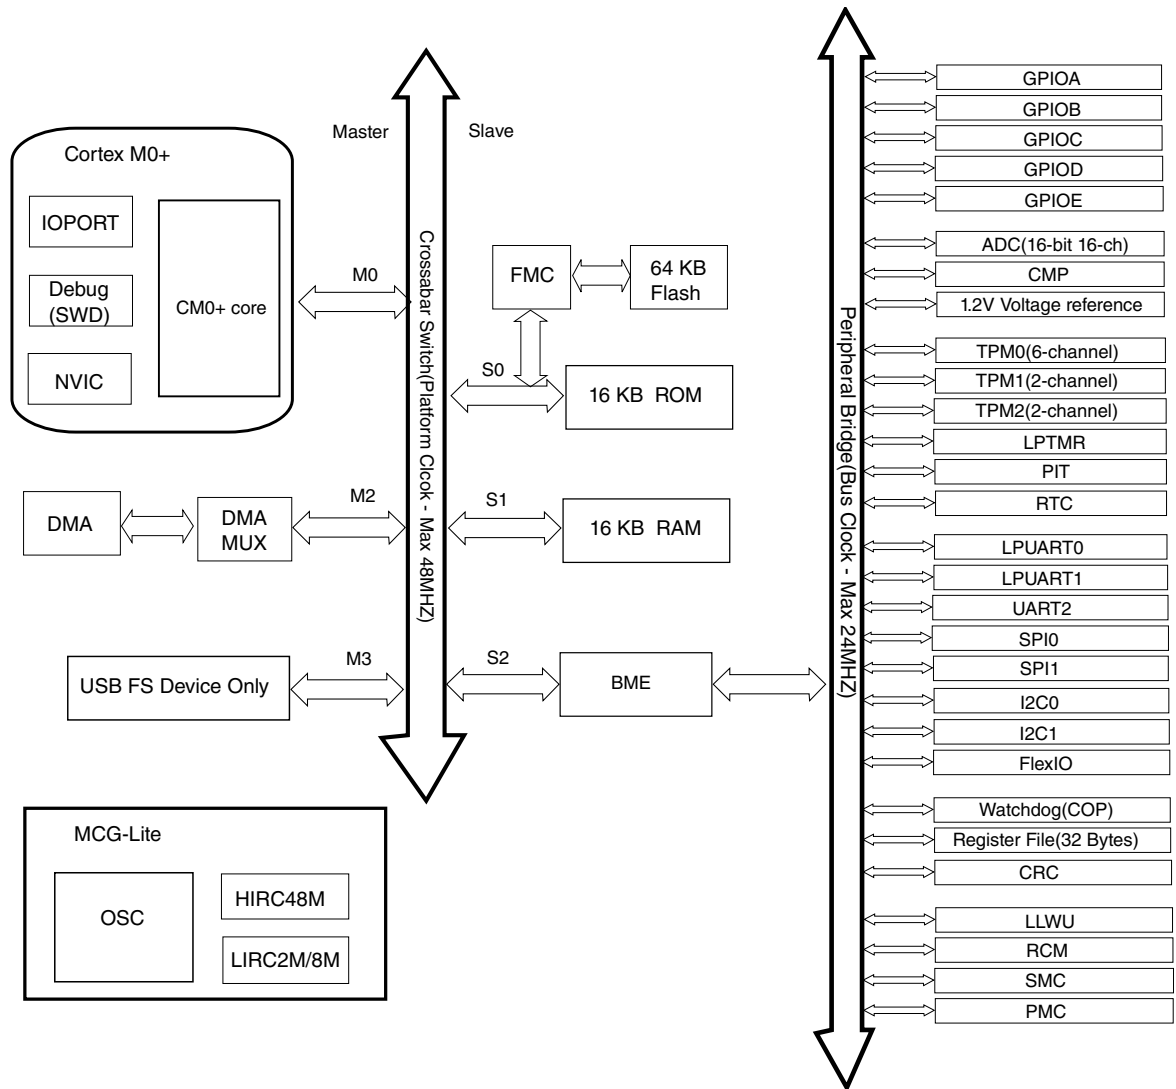 Master
Slave
Cortex M0+
IOPORT
Debug
(SWD)
NVIC
CM0+ core
M0
Crossabar Switch(Platform Clcok - Max 48MHZ)
FMC
64 KB
Flash
S0
16 KB ROM
DMA
DMA
MUX
M2
S1
16 KB RAM
USB FS Device Only
M3
S2
BME
MCG-Lite
OSC
HIRC48M
LIRC2M/8M
Peripheral Bridge(Bus Clock - Max 24MHZ)
GPIOA
GPIOB
GPIOC
GPIOD
GPIOE
ADC(16-bit 16-ch)
CMP
1.2V Voltage reference
TPM0(6-channel)
TPM1(2-channel)
TPM2(2-channel)
LPTMR
PIT
RTC
LPUART0
LPUART1
UART2
SPI0
SPI1
I2C0
I2C1
FlexIO
Watchdog(COP)
Register File(32 Bytes)
CRC
LLWU
RCM
SMC
PMC